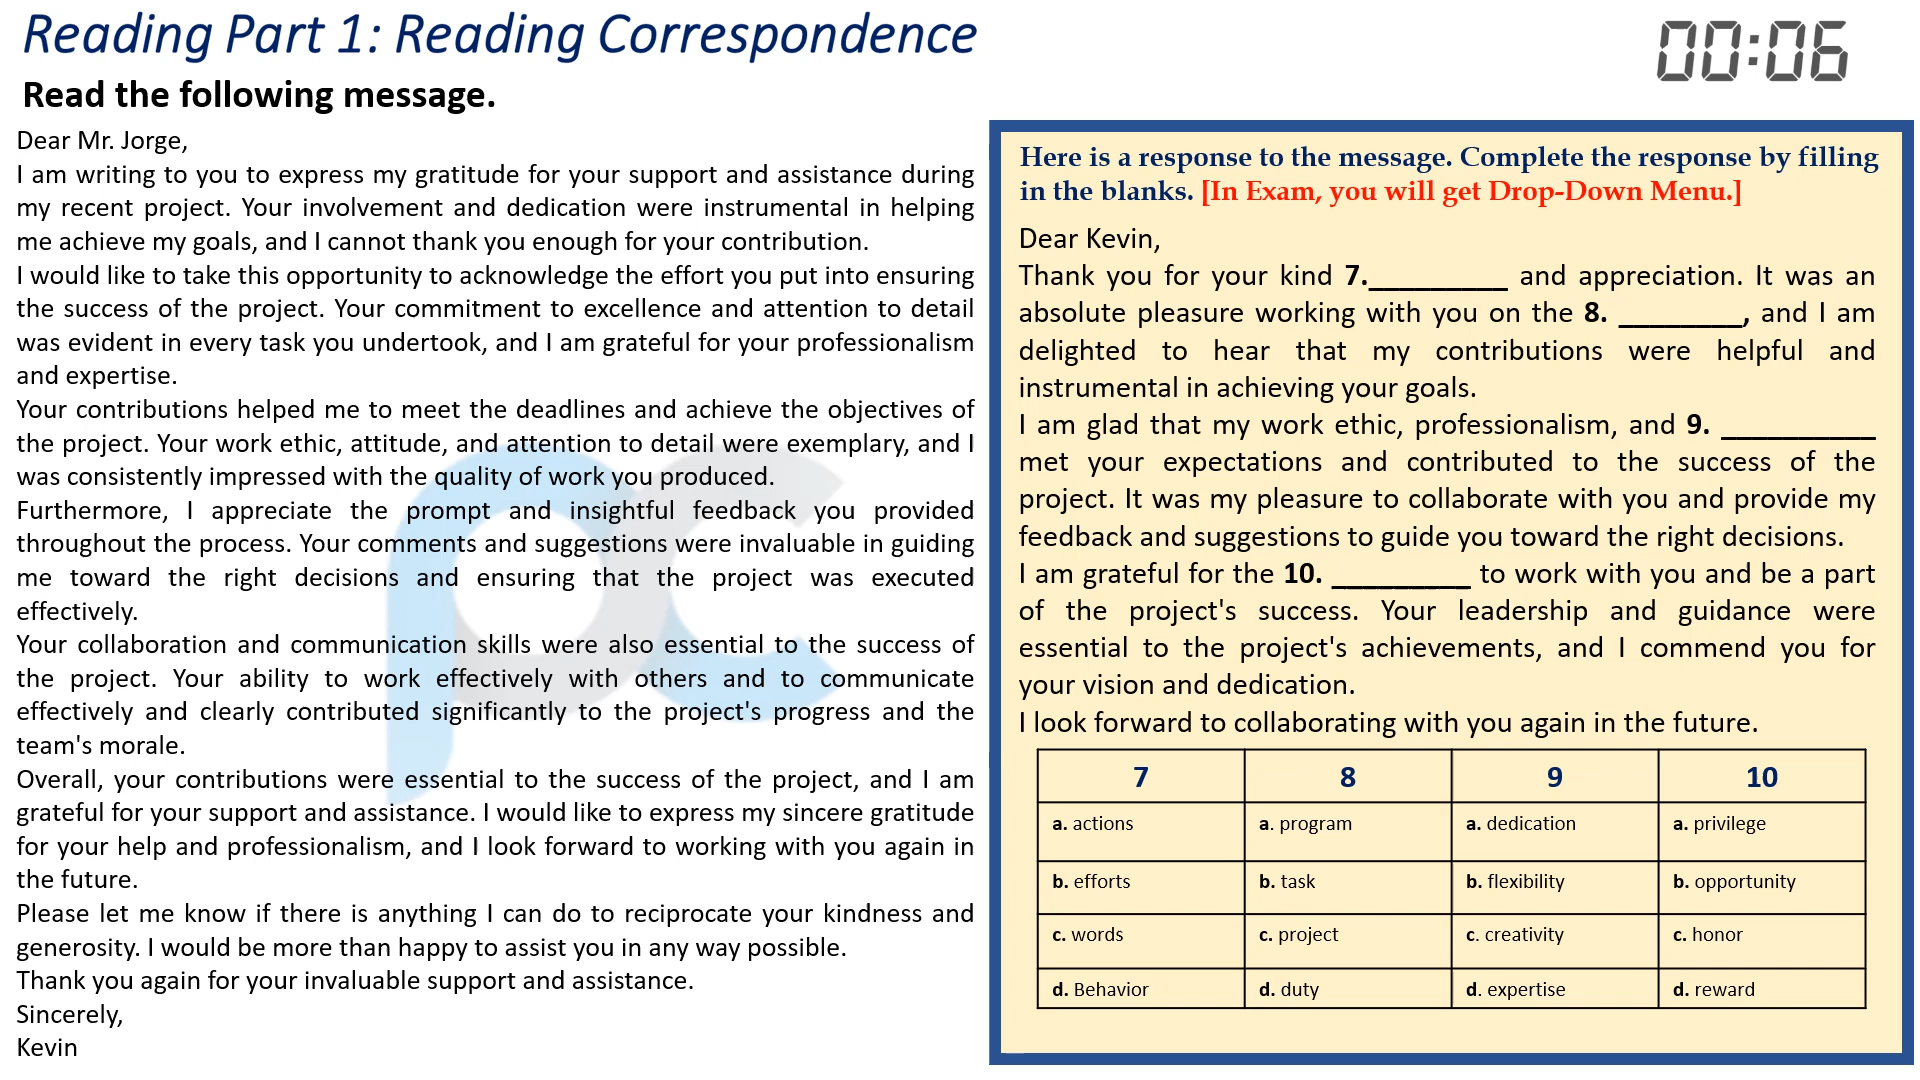 Reading Part 1: Reading Correspondence
00:06
Read the following message.
Dear Mr. Jorge,
I am writing to you to express my gratitude for your support and assistance during
my recent project. Your involvement and dedication were instrumental in helping
me achieve my goals, and I cannot thank you enough for your contribution.
I would like to take this opportunity to acknowledge the effort you put into ensuring
the success of the project. Your commitment to excellence and attention to detail
was evident in every task you undertook, and I am grateful for your professionalism
and expertise.
Your contributions helped me to meet the deadlines and achieve the objectives of
the project. Your work ethic, attitude, and attention to detail were exemplary, and I
was consistently impressed with the quality of work you produced.
Furthermore, I appreciate the prompt and insightful feedback you provided
throughout the process. Your comments and suggestions were invaluable in guiding
me toward the right decisions and ensuring that the project was executed
effectively.
Your collaboration and communication skills were also essential to the success of
the project. Your ability to work effectively with others and to communicate
effectively and clearly contributed significantly to the project's progress and the
team's morale.
Overall, your contributions were essential to the success of the project, and I am
grateful for your support and assistance. I would like to express my sincere gratitude
for your help and professionalism, and I look forward to working with you again in
the future.
Please let me know if there is anything I can do to reciprocate your kindness and
generosity. I would be more than happy to assist you in any way possible.
Thank you again for your invaluable support and assistance.
Sincerely,
Kevin
Here is a response to the message. Complete the response by filling
in the blanks. [In Exam, you will get Drop-Down Menu.]
Dear Kevin,
Thank you for your kind 7._________ and appreciation. It was an
absolute pleasure working with you on the 8. ________, and I am
delighted to hear that my contributions were helpful and
instrumental in achieving your goals.
I am glad that my work ethic, professionalism, and 9. __________
met your expectations and contributed to the success of the
project. It was my pleasure to collaborate with you and provide my
feedback and suggestions to guide you toward the right decisions.
I am grateful for the 10. _________ to work with you and be a part
of the project's success. Your leadership and guidance were
essential to the project's achievements, and I commend you for
your vision and dedication.
I look forward to collaborating with you again in the future.
7 8 9 10
a. actions a. program a. dedication a. privilege
b. efforts b. task b. flexibility b. opportunity
c. words c. project c. creativity c. honor
d. Behavior d. duty d. expertise d. reward